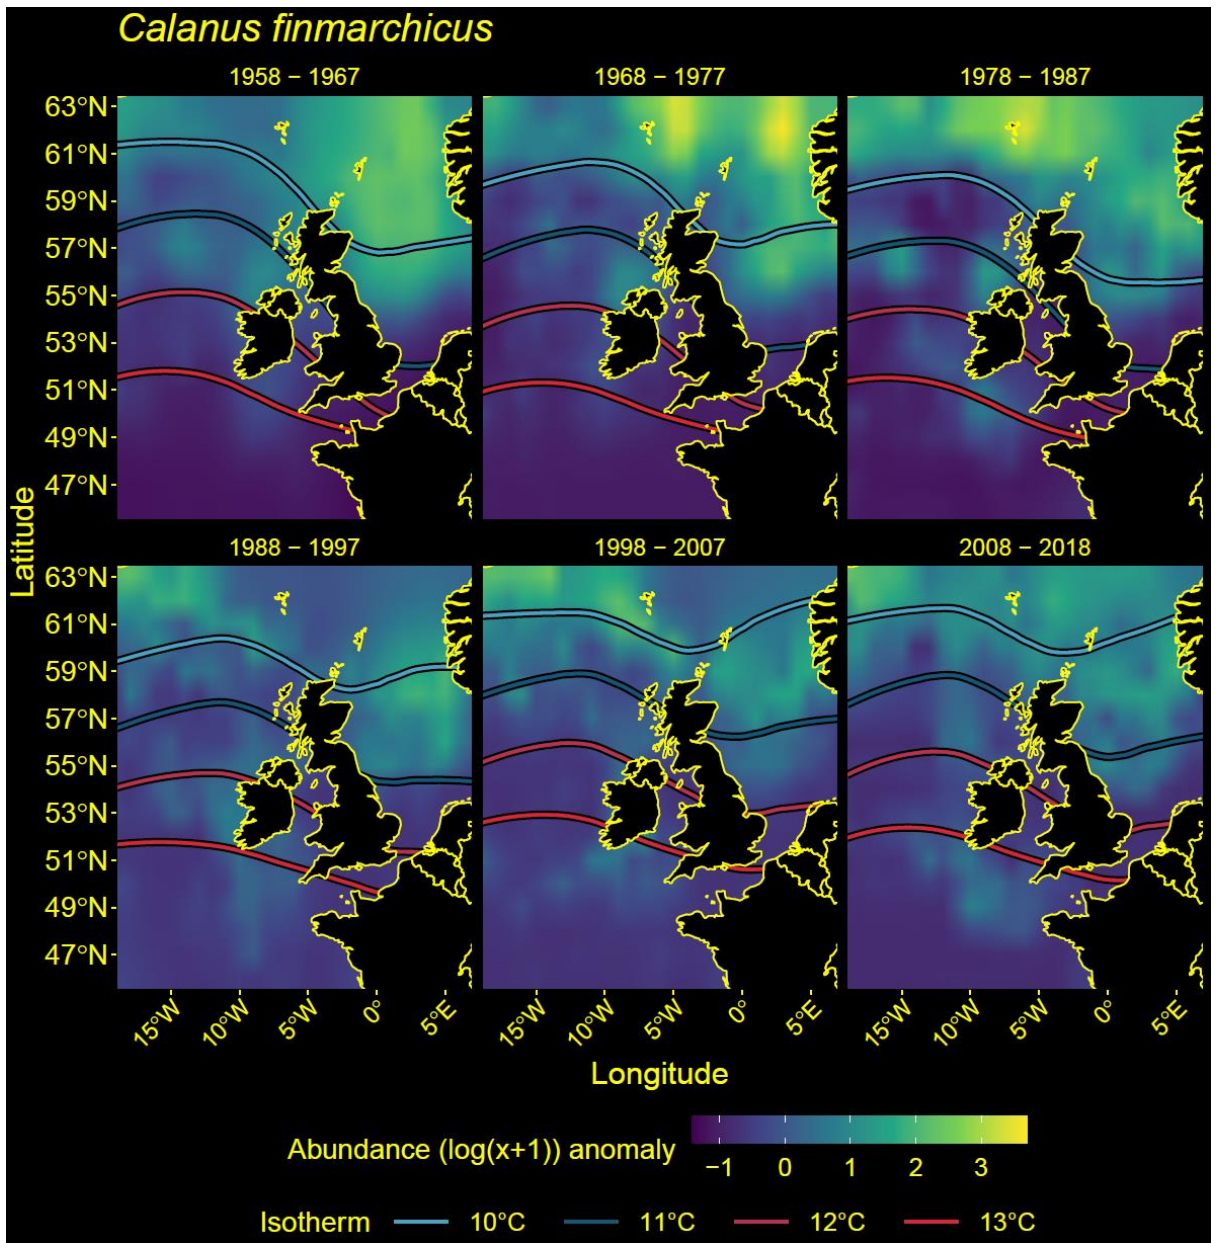 Calanus finmarchicus
1958 − 1967
1968 − 1977
1978 − 1987
63°N
61°N
59°N
57°N
55°N
53°N
51°N
49°N
47°N
Latitude
1988 − 1997
1998 − 2007
2008 − 2018
63°N
61°N
59°N
57°N
55°N
53°N
51°N
49°N
47°N
15°W 10°W 5°W 0° 5°E 15°W 10°W 5°W 0° 5°E 15°W 10°W 5°W 0° 5°E
Longitude
Abundance (log(x+1)) anomaly
−1 0 1 2 3
Isotherm 10°C 11°C 12°C 13°C